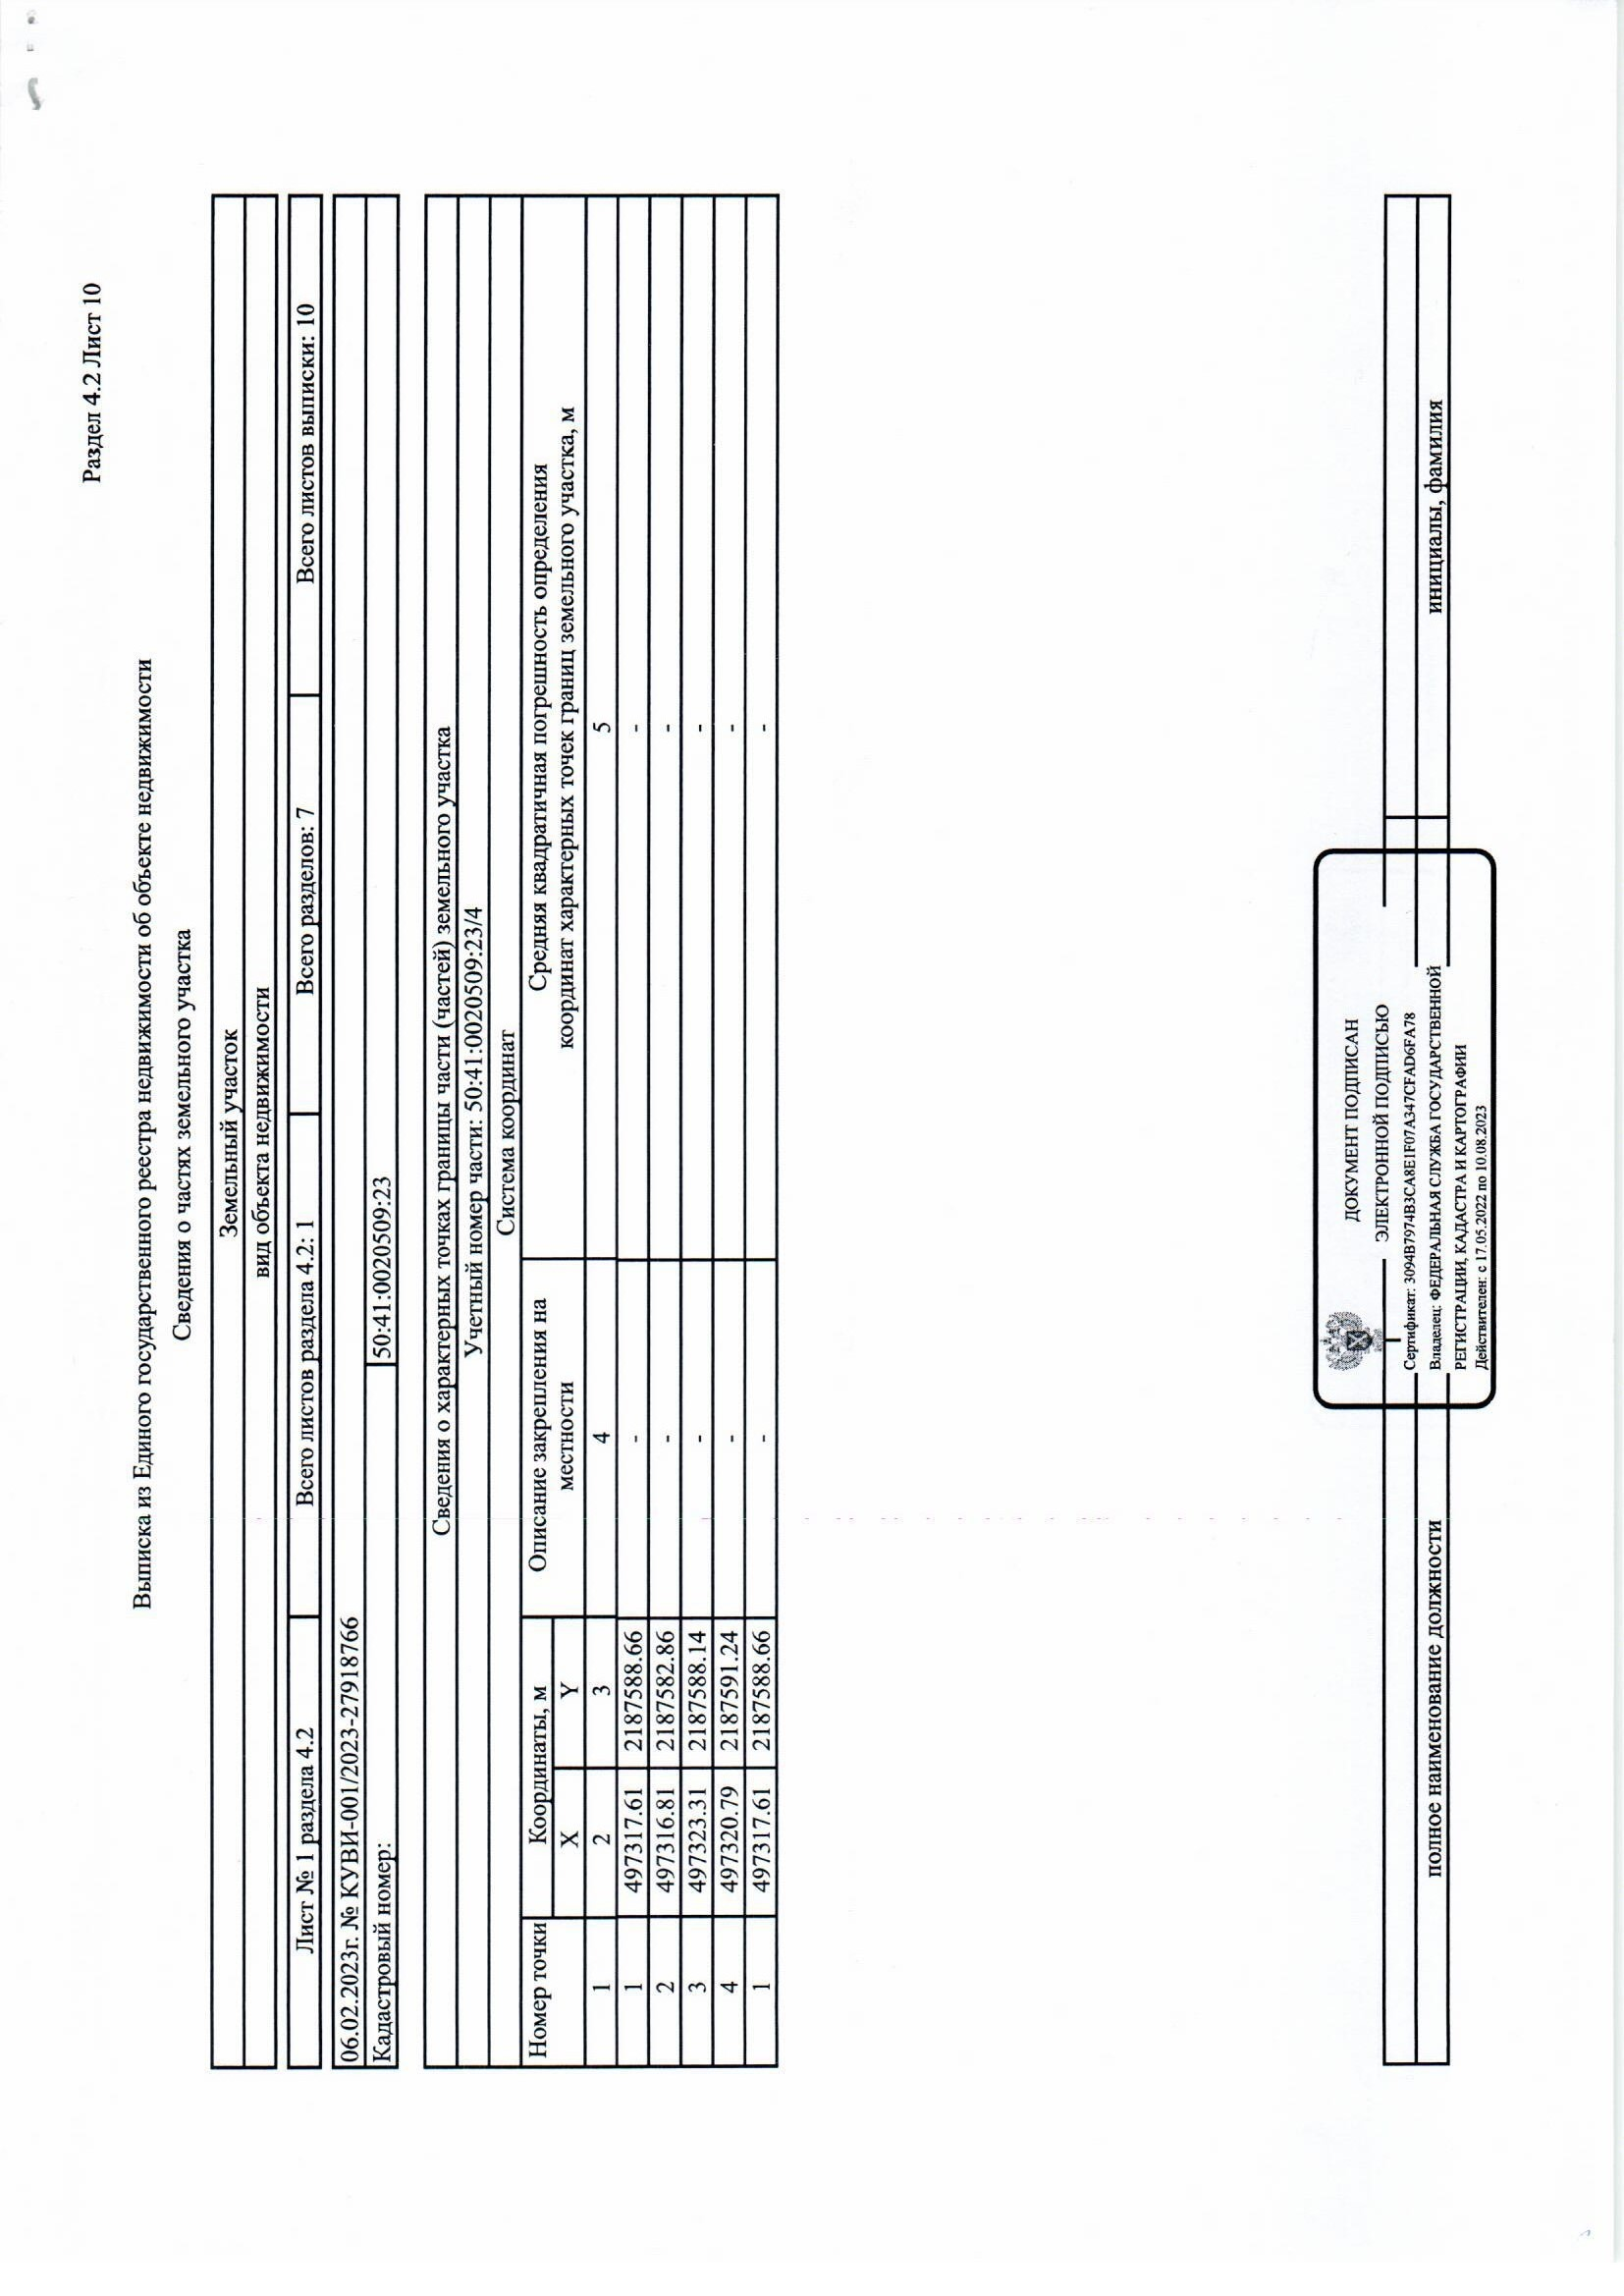 Раздел 4.2 Лист 10
Выписка из Единого государственного реестра недвижимости об объекте недвижимости
Сведения о частях земельного участка
Земельный участок
вид объекта недвижимости
Лист № 1 раздела 4.2 Всего листов раздела 4.2: 1 Всего разделов: 7 Всего листов выписки: 10
06.02.2023г. № КУВИ-001/2023-27918766
Кадастровый номер: 50:41:0020509:23
Сведения о характерных точках границы части (частей) земельного участка
Учетный номер части: 50:41:0020509:23/4
Система координат
Номер точки Координаты, м Описание закрепления на Средняя квадратичная погрешность определения
X Y местности координат характерных точек границ земельного участка, м
1 2 3 4 5
1 497317.61 2187588.66 - -
2 497316.81 2187582.86 - -
3 497323.31 2187588.14 - -
4 497320.79 2187591.24 - -
1 497317.61 2187588.66 - -
ДОКУМЕНТ ПОДПИСАН
ЭЛЕКТРОННОЙ ПОДПИСЬЮ
Сертификат: 3094B7974B3CA8E1F07A347CFAD6FA78
Владелец: ФЕДЕРАЛЬНАЯ СЛУЖБА ГОСУДАРСТВЕННОЙ
РЕГИСТРАЦИИ, КАДАСТРА И КАРТОГРАФИИ
Действителен: с 17.05.2022 по 10.08.2023
полное наименование должности инициалы, фамилия